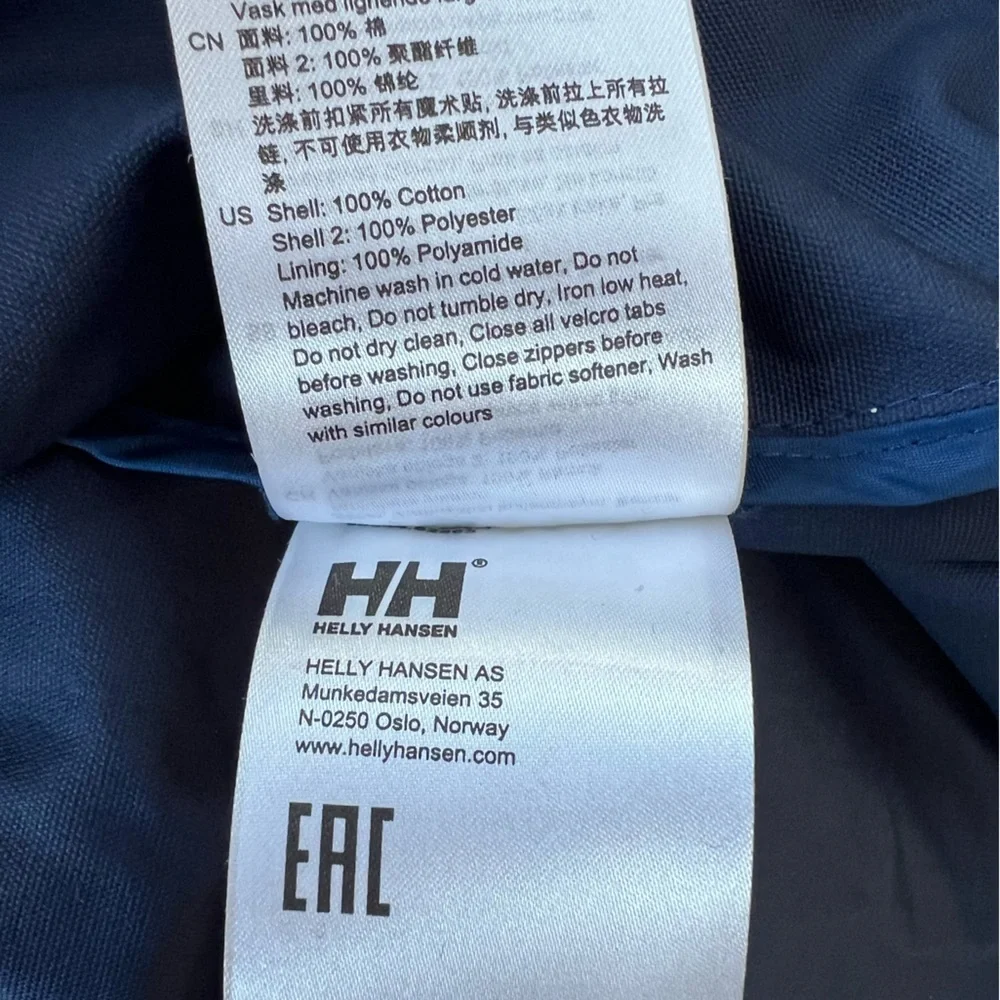 Vask med lignende
CN 面料: 100% 棉
面料 2: 100% 聚酯纤维
里料: 100% 锦纶
洗涤前扣紧所有魔术贴, 洗涤前拉上所有拉
链, 不可使用衣物柔顺剂, 与类似色衣物洗
涤
US Shell: 100% Cotton
Shell 2: 100% Polyester
Lining: 100% Polyamide
Machine wash in cold water, Do not
bleach, Do not tumble dry, Iron low heat,
Do not dry clean, Close all velcro tabs
before washing, Close zippers before
washing, Do not use fabric softener, Wash
with similar colours
HH®
HELLY HANSEN
HELLY HANSEN AS
Munkedamsveien 35
N-0250 Oslo, Norway
www.hellyhansen.com
EAC